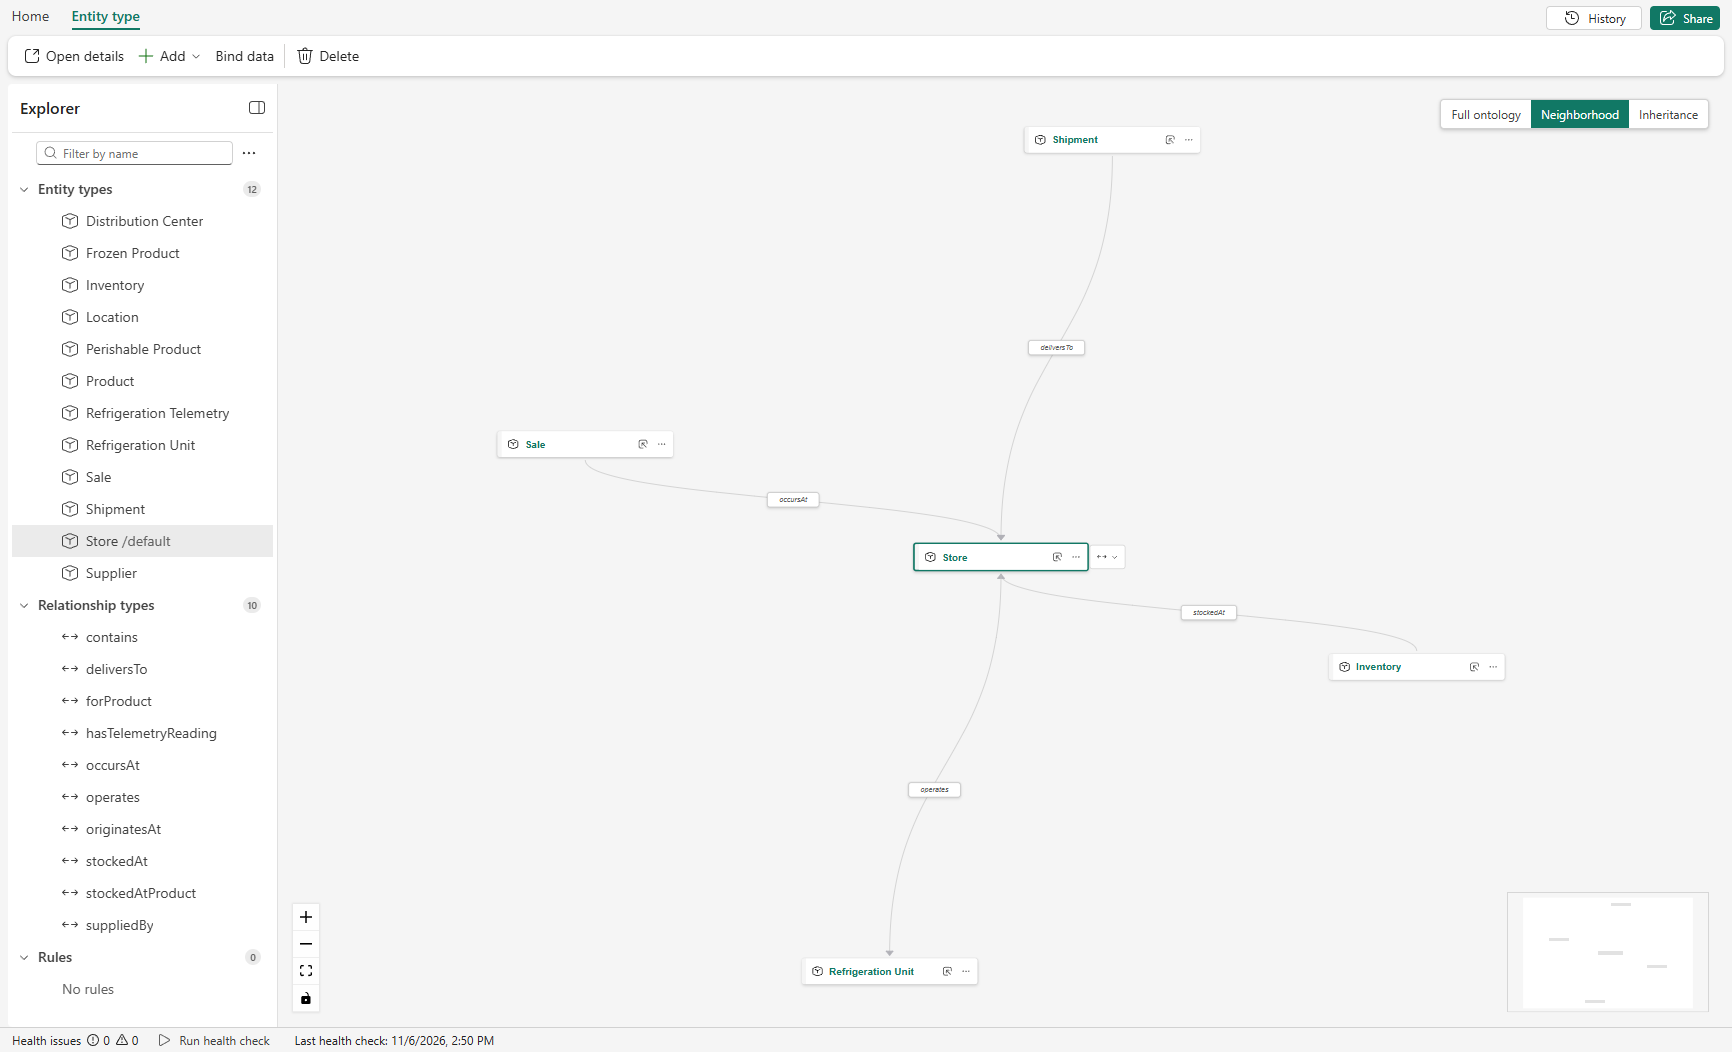 Home
Entity type
History
Share
Open details
Add
Bind data
Delete
Explorer
Filter by name
Entity types
12
Distribution Center
Frozen Product
Inventory
Location
Perishable Product
Product
Refrigeration Telemetry
Refrigeration Unit
Sale
Shipment
Store /default
Supplier
Relationship types
10
contains
deliversTo
forProduct
hasTelemetryReading
occursAt
operates
originatesAt
stockedAt
stockedAtProduct
suppliedBy
Rules
0
No rules
Full ontology
Neighborhood
Inheritance
Shipment
deliversTo
Sale
occursAt
Store
stockedAt
Inventory
operates
Refrigeration Unit
Health issues 0 0
Run health check
Last health check: 11/6/2026, 2:50 PM